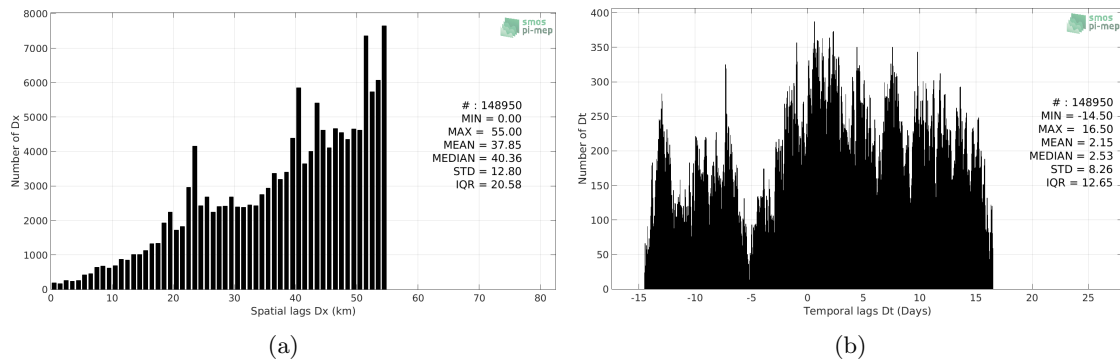 8000
7000
6000
5000
4000
3000
2000
1000
0
Number of Dx
0 10 20 30 40 50 60 70 80
Spatial lags Dx (km)
smos
pi-mep
# : 148950
MIN = 0.00
MAX = 55.00
MEAN = 37.85
MEDIAN = 40.36
STD = 12.80
IQR = 20.58
(a)
400
350
300
250
200
150
100
50
0
Number of Dt
-15 -10 -5 0 5 10 15 20 25
Temporal lags Dt (Days)
smos
pi-mep
# : 148950
MIN = -14.50
MAX = 16.50
MEAN = 2.15
MEDIAN = 2.53
STD = 8.26
IQR = 12.65
(b)